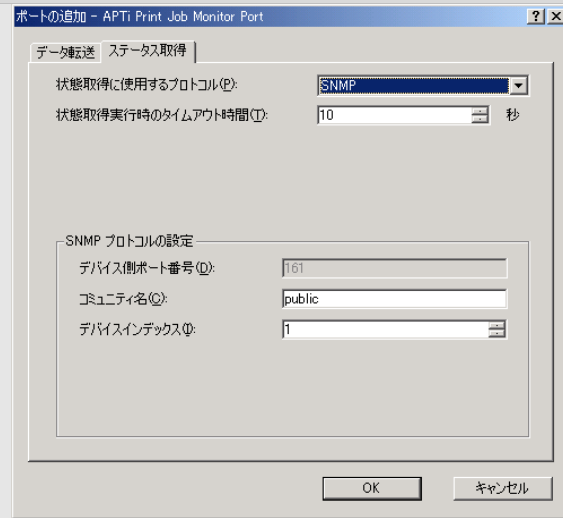 ポートの追加 - APTi Print Job Monitor Port
データ転送 ステータス取得
状態取得に使用するプロトコル(P): SNMP
状態取得実行時のタイムアウト時間(T): 10 秒
SNMP プロトコルの設定
デバイス側ポート番号(D): 161
コミュニティ名(C): public
デバイスインデックス(I): 1
OK キャンセル